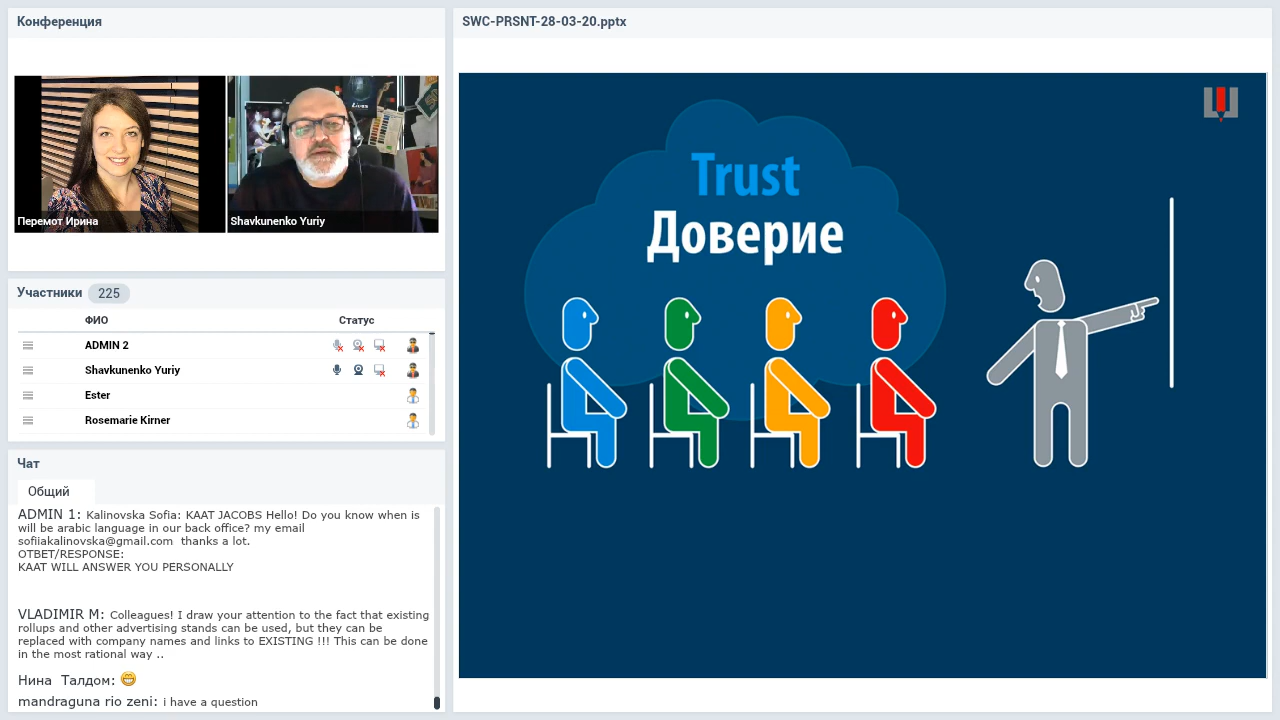 Конференция
Перемот Ирина
Shavkunenko Yuriy
Участники 225
ФИО Статус
ADMIN 2
Shavkunenko Yuriy
Ester
Rosemarie Kirner
Чат
Общий
ADMIN 1: Kalinovska Sofia: KAAT JACOBS Hello! Do you know when is
will be arabic language in our back office? my email
sofiiakalinovska@gmail.com thanks a lot.
ОТВЕТ/RESPONSE:
KAAT WILL ANSWER YOU PERSONALLY
VLADIMIR M: Colleagues! I draw your attention to the fact that existing
rollups and other advertising stands can be used, but they can be
replaced with company names and links to EXISTING !!! This can be done
in the most rational way ..
Нина Талдом: 😁
mandraguna rio zeni: i have a question
SWC-PRSNT-28-03-20.pptx
Trust
Доверие